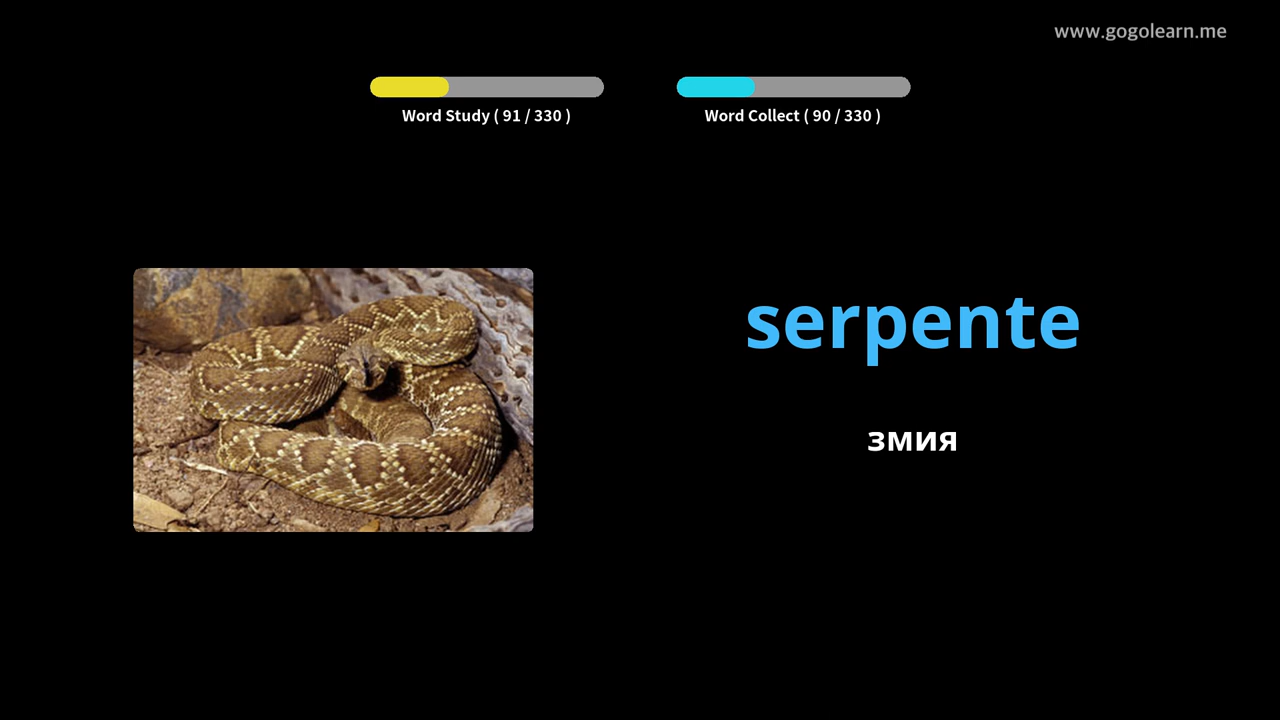 www.gogolearn.me
Word Study ( 91 / 330 )
Word Collect ( 90 / 330 )
serpente
змия